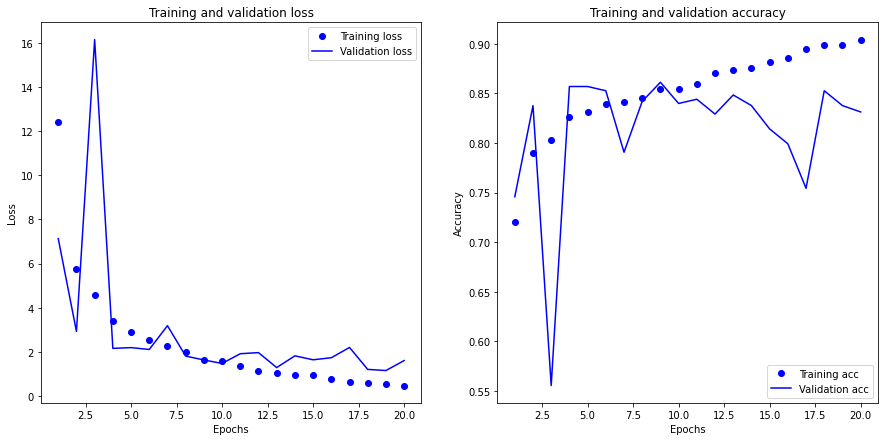 Training and validation loss
16
14
12
10
8
6
4
2
0
Loss
2.5 5.0 7.5 10.0 12.5 15.0 17.5 20.0
Epochs
Training loss
Validation loss
Training and validation accuracy
0.90
0.85
0.80
0.75
0.70
0.65
0.60
0.55
Accuracy
2.5 5.0 7.5 10.0 12.5 15.0 17.5 20.0
Epochs
Training acc
Validation acc